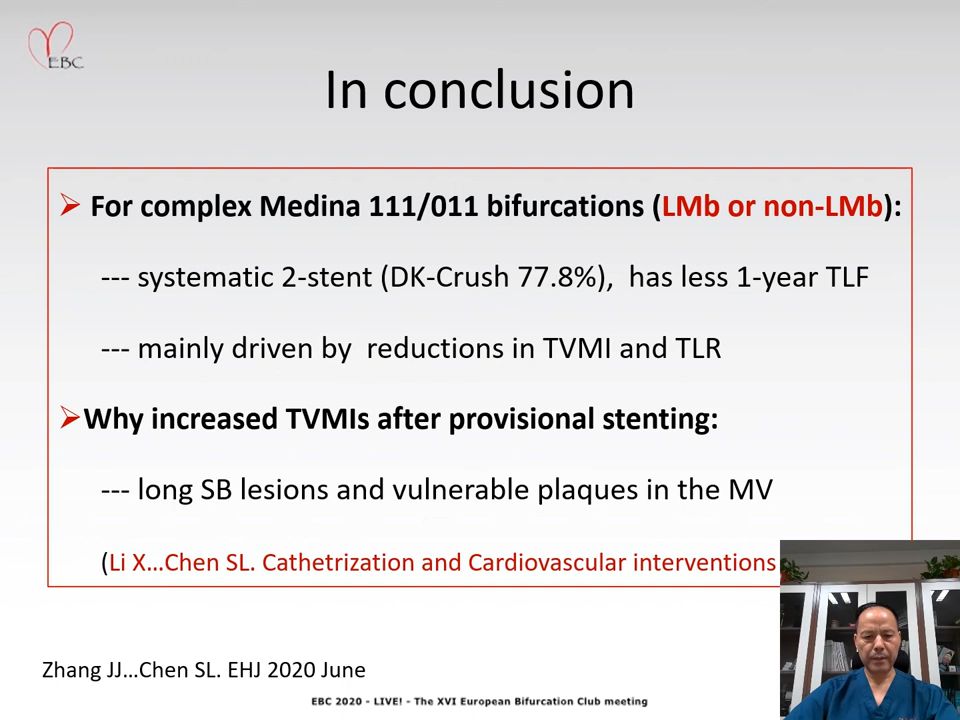 EBC
In conclusion
For complex Medina 111/011 bifurcations (LMb or non-LMb):
--- systematic 2-stent (DK-Crush 77.8%), has less 1-year TLF
--- mainly driven by reductions in TVMI and TLR
Why increased TVMIs after provisional stenting:
--- long SB lesions and vulnerable plaques in the MV
(Li X...Chen SL. Cathetrization and Cardiovascular interventions
Zhang JJ...Chen SL. EHJ 2020 June
EBC 2020 - LIVE! - The XVI European Bifurcation Club meeting